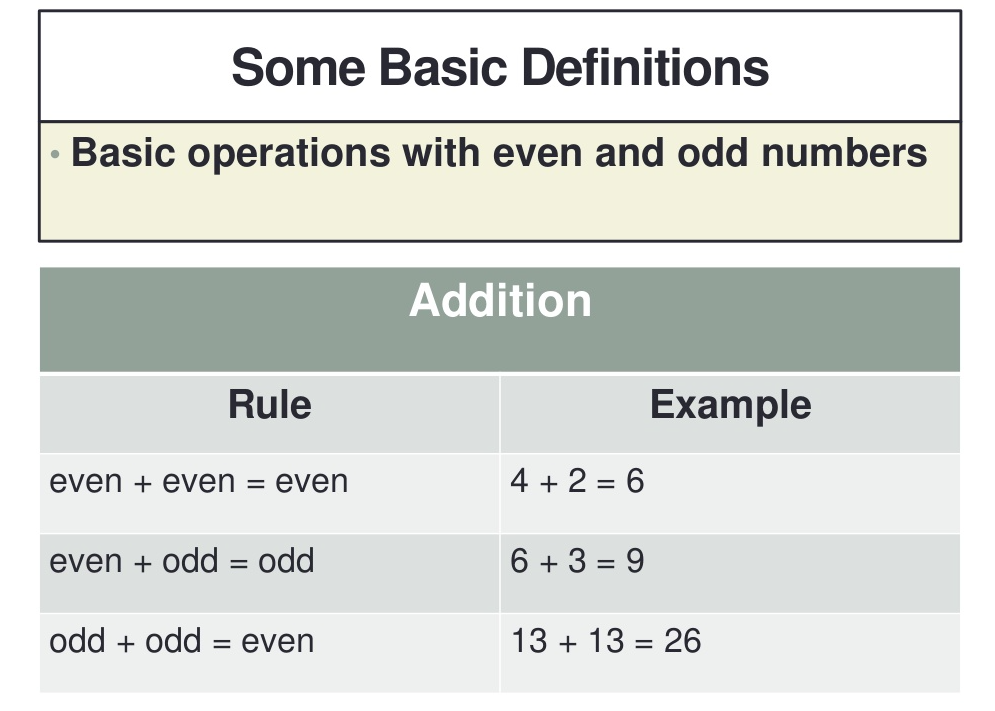 Some Basic Definitions
• Basic operations with even and odd numbers
Addition
Rule Example
even + even = even 4 + 2 = 6
even + odd = odd 6 + 3 = 9
odd + odd = even 13 + 13 = 26